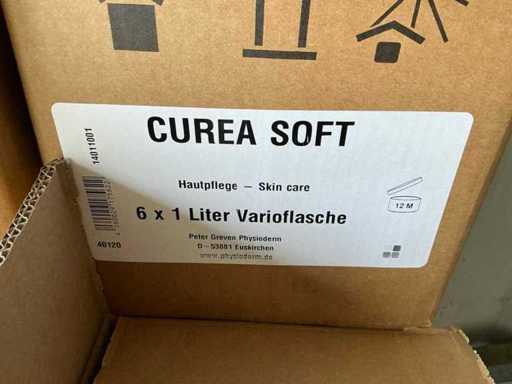 CUREA SOFT
Hautpflege – Skin care
6 x 1 Liter Varioflasche
Peter Greven Physioderm
D – 53881 Euskirchen
www.physioderm.de
14011001
40120
12 M